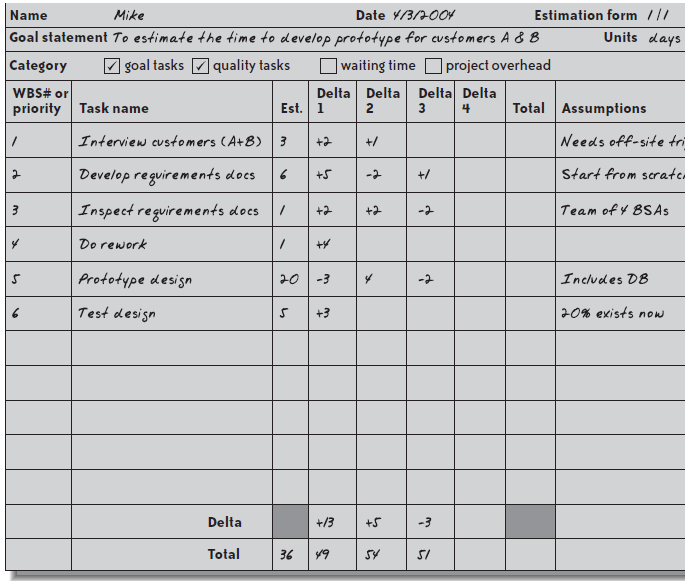 Name Mike Date 4/3/2004 Estimation form 1/1
Goal statement To estimate the time to develop prototype for customers A & B Units days
Category ✓ goal tasks ✓ quality tasks waiting time project overhead
WBS# or priority Task name Est. Delta 1 Delta 2 Delta 3 Delta 4 Total Assumptions
1 Interview customers (A+B) 3 +2 +1 Needs off-site tri
2 Develop requirements docs 6 +5 -2 +1 Start from scratc
3 Inspect requirements docs 1 +2 +2 -2 Team of 4 BSAs
4 Do rework 1 +4
5 Prototype design 20 -3 4 -2 Includes DB
6 Test design 5 +3 20% exists now
Delta +13 +5 -3
Total 36 49 54 51